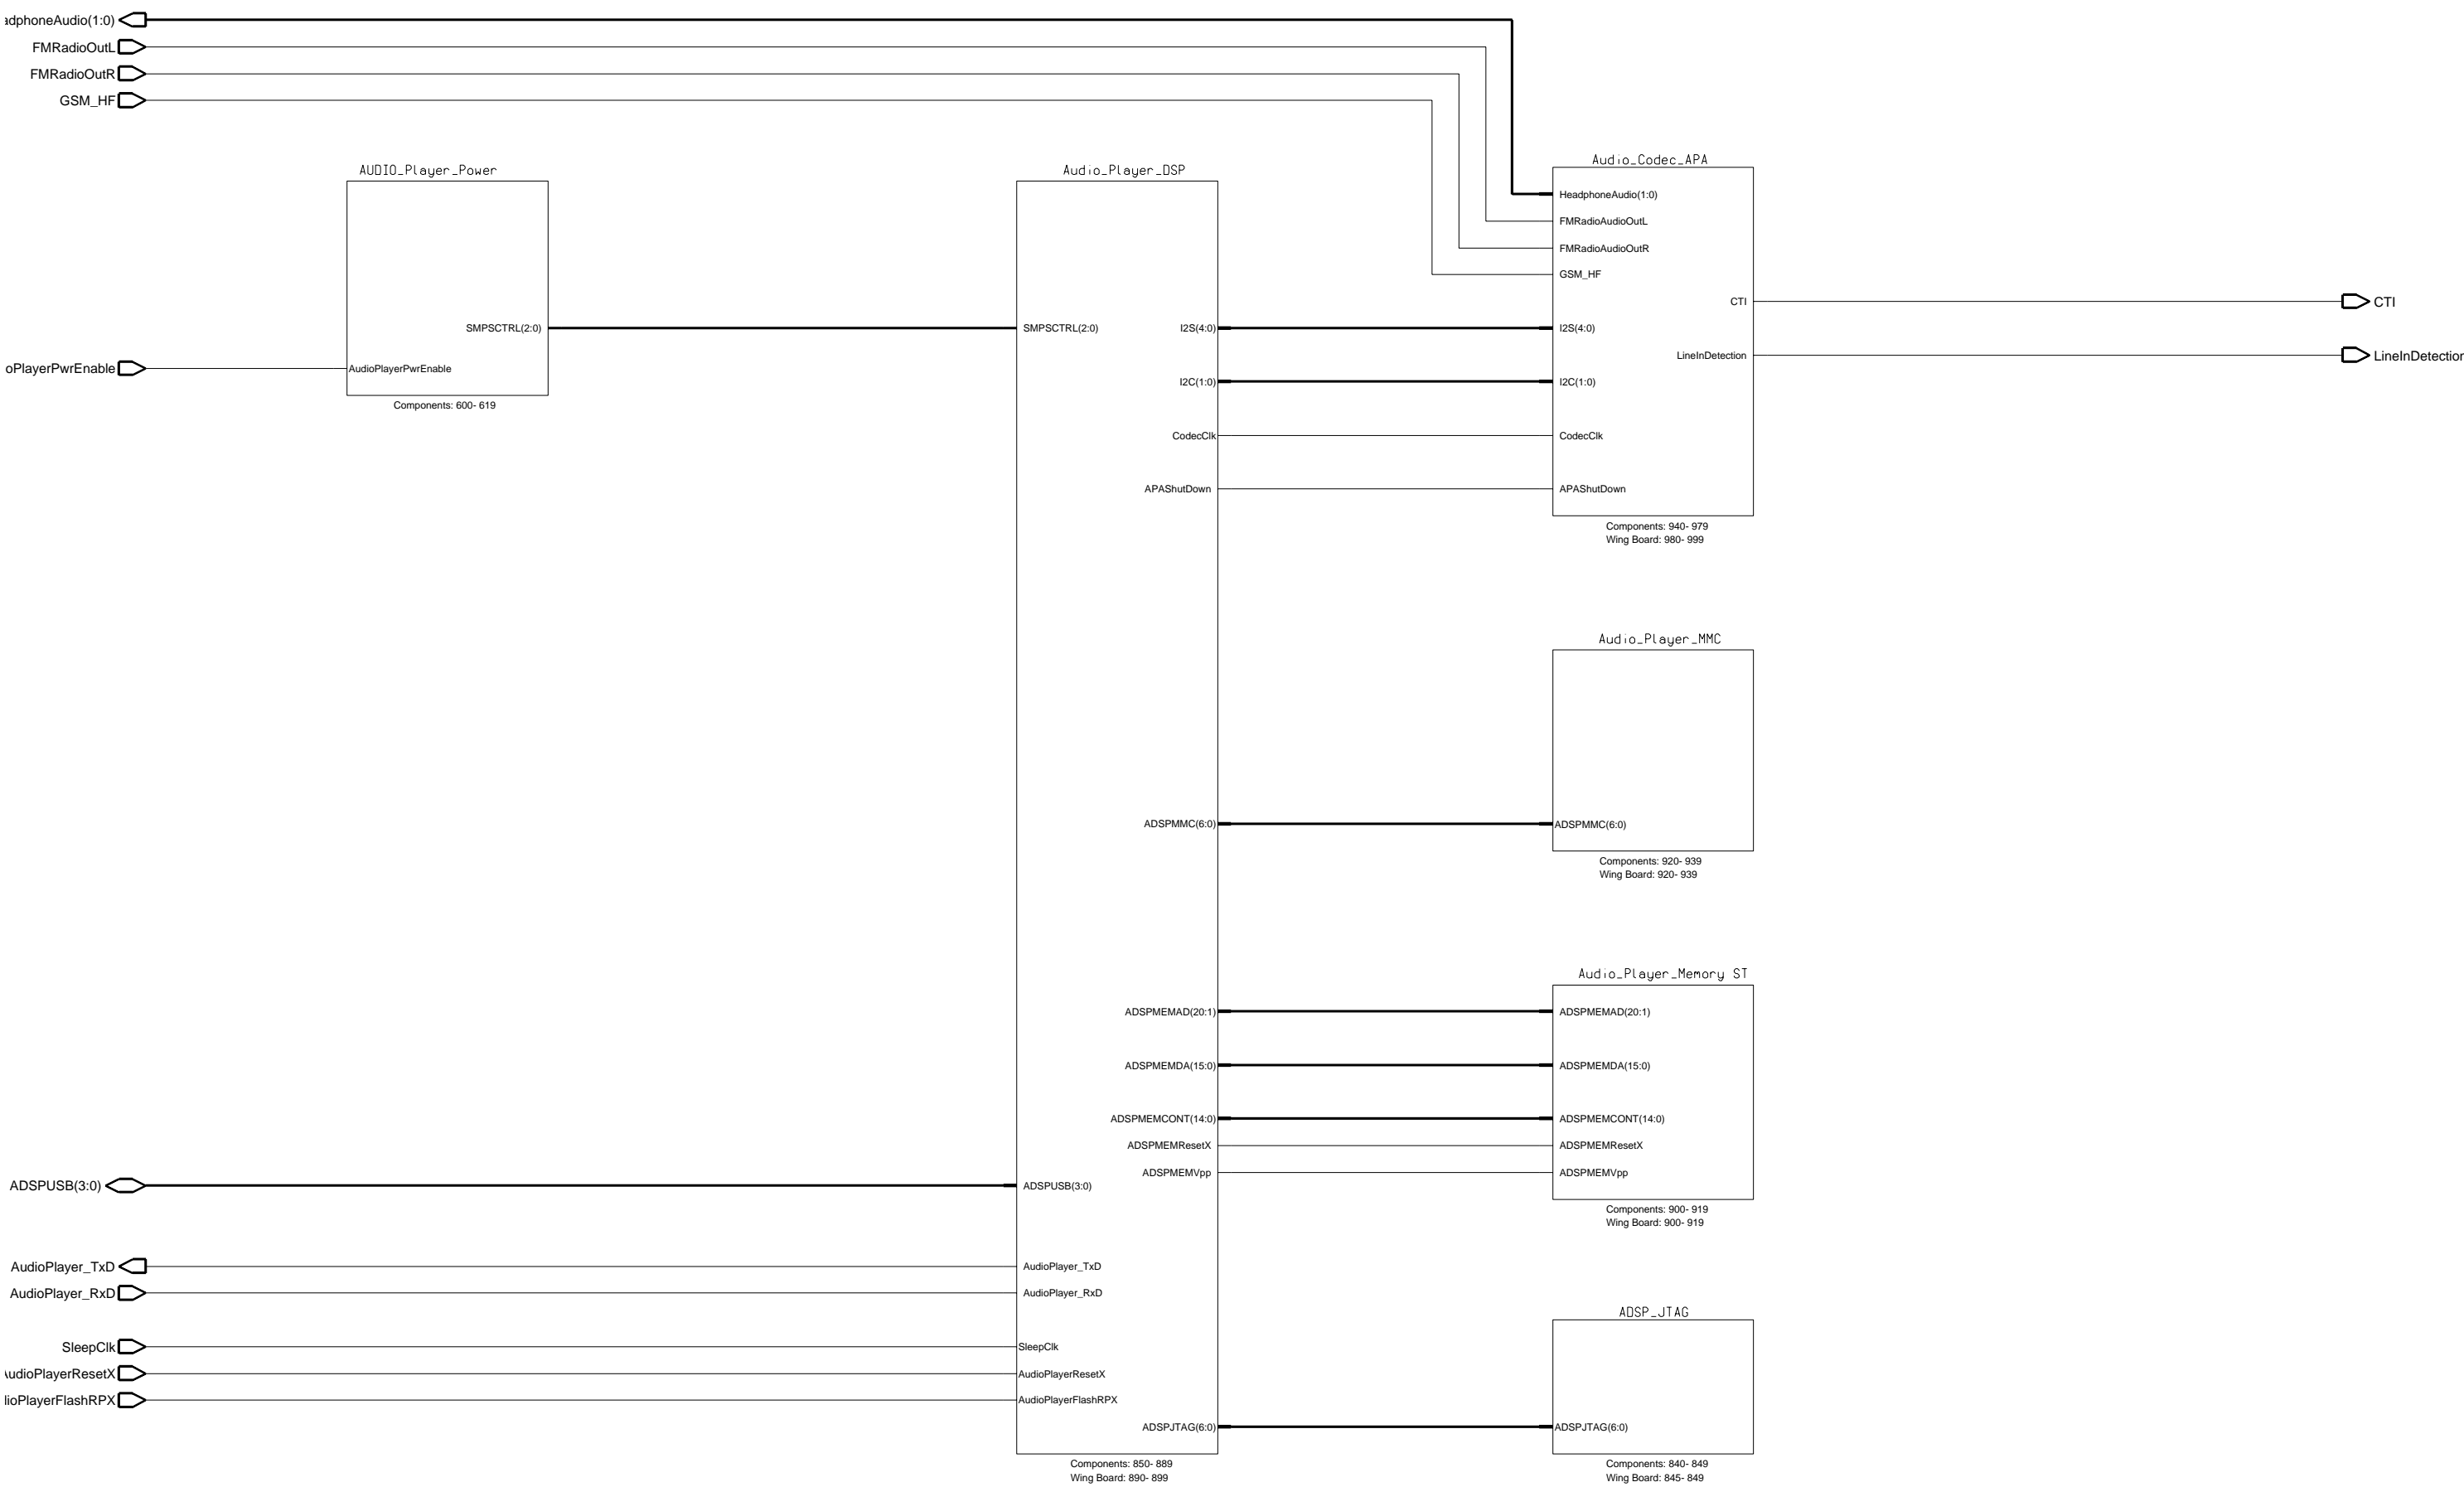 adphoneAudio(1:0)
FMRadioOutL
FMRadioOutR
GSM_HF
AUDIO_Player_Power
SMPSCTRL(2:0)
oPlayerPwrEnable
AudioPlayerPwrEnable
Components: 600- 619
Audio_Player_DSP
SMPSCTRL(2:0)
I2S(4:0)
I2C(1:0)
CodecClk
APAShutDown
ADSPMMC(6:0)
ADSPMEMAD(20:1)
ADSPMEMDA(15:0)
ADSPMEMCONT(14:0)
ADSPMEMResetX
ADSPMEMVpp
ADSPUSB(3:0)
ADSPUSB(3:0)
AudioPlayer_TxD
AudioPlayer_TxD
AudioPlayer_RxD
AudioPlayer_RxD
SleepClk
SleepClk
AudioPlayerResetX
AudioPlayerResetX
ioPlayerFlashRPX
AudioPlayerFlashRPX
ADSPJTAG(6:0)
Components: 850- 889
Wing Board: 890- 899
Audio_Codec_APA
HeadphoneAudio(1:0)
FMRadioAudioOutL
FMRadioAudioOutR
GSM_HF
CTI
CTI
I2S(4:0)
LineInDetection
LineInDetection
I2C(1:0)
CodecClk
APAShutDown
Components: 940- 979
Wing Board: 980- 999
Audio_Player_MMC
ADSPMMC(6:0)
Components: 920- 939
Wing Board: 920- 939
Audio_Player_Memory ST
ADSPMEMAD(20:1)
ADSPMEMDA(15:0)
ADSPMEMCONT(14:0)
ADSPMEMResetX
ADSPMEMVpp
Components: 900- 919
Wing Board: 900- 919
ADSP_JTAG
ADSPJTAG(6:0)
Components: 840- 849
Wing Board: 845- 849